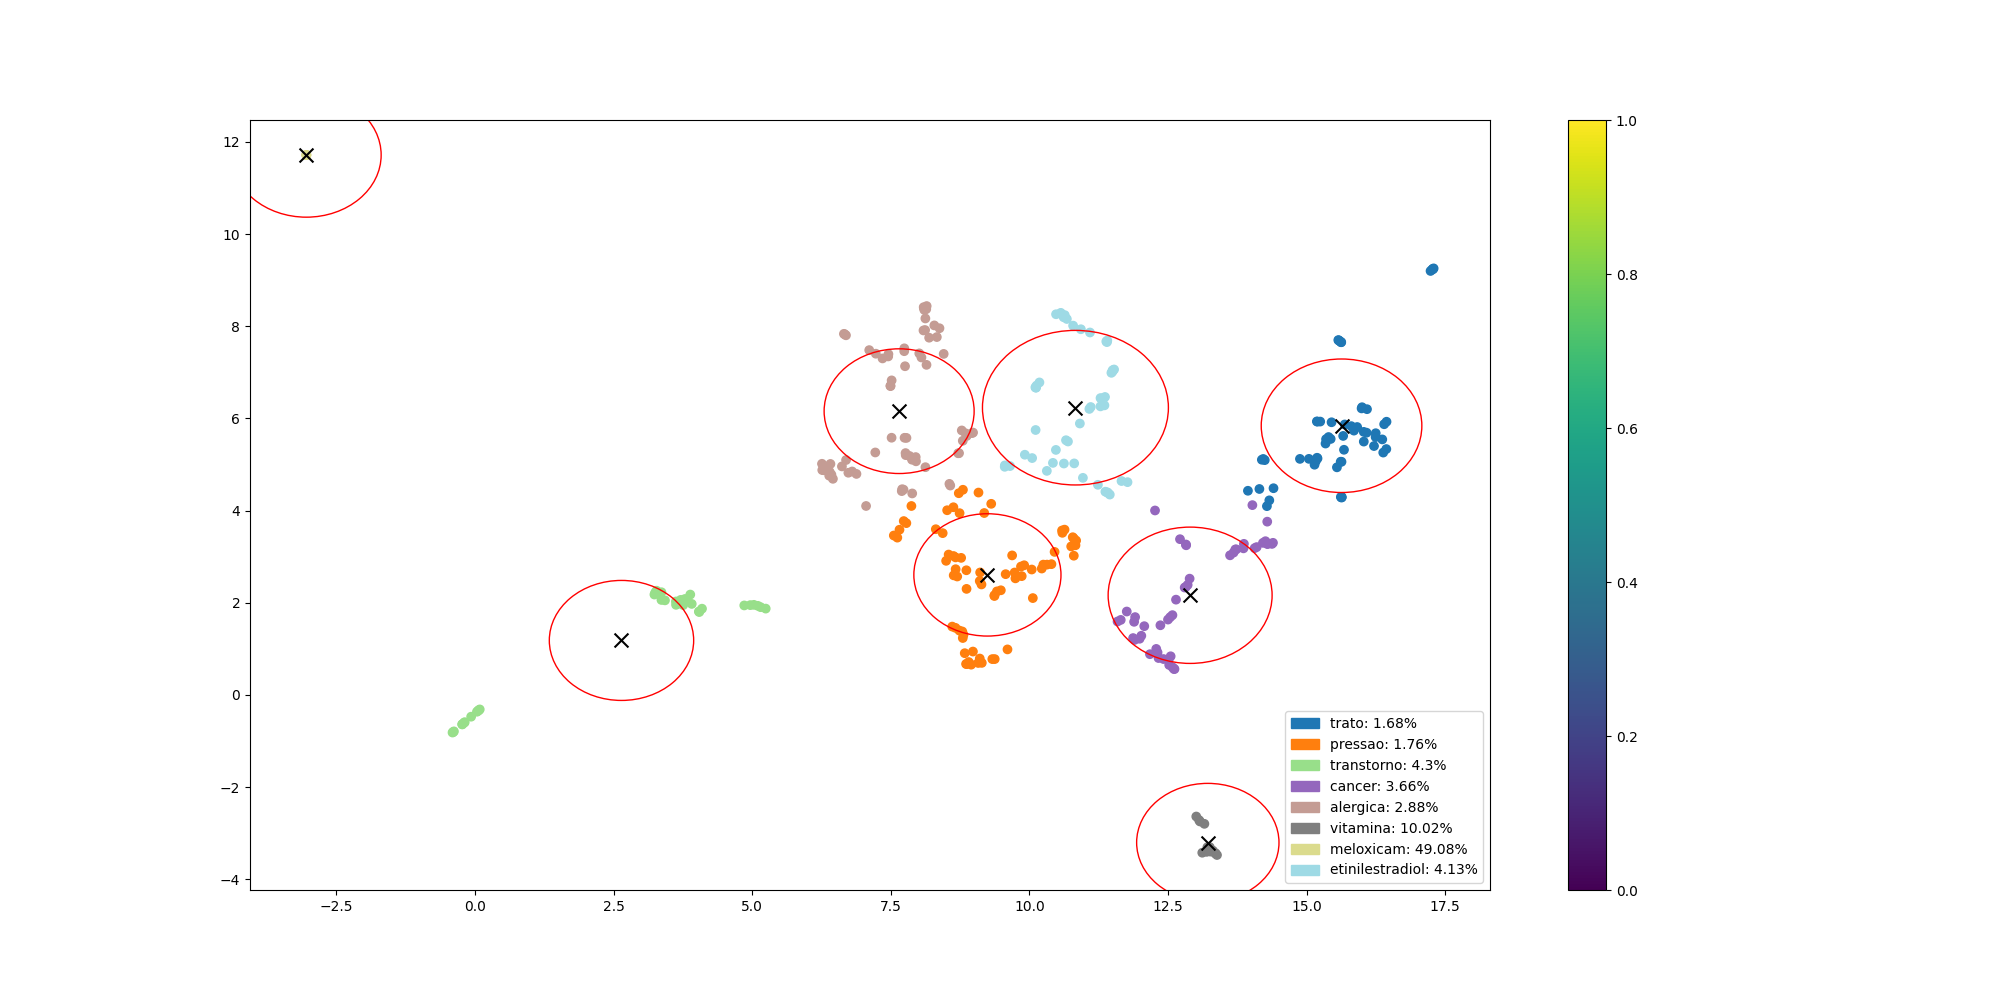 12
10
8
6
4
2
0
−2
−4
−2.5 0.0 2.5 5.0 7.5 10.0 12.5 15.0 17.5
trato: 1.68%
pressao: 1.76%
transtorno: 4.3%
cancer: 3.66%
alergica: 2.88%
vitamina: 10.02%
meloxicam: 49.08%
etinilestradiol: 4.13%
1.0
0.8
0.6
0.4
0.2
0.0